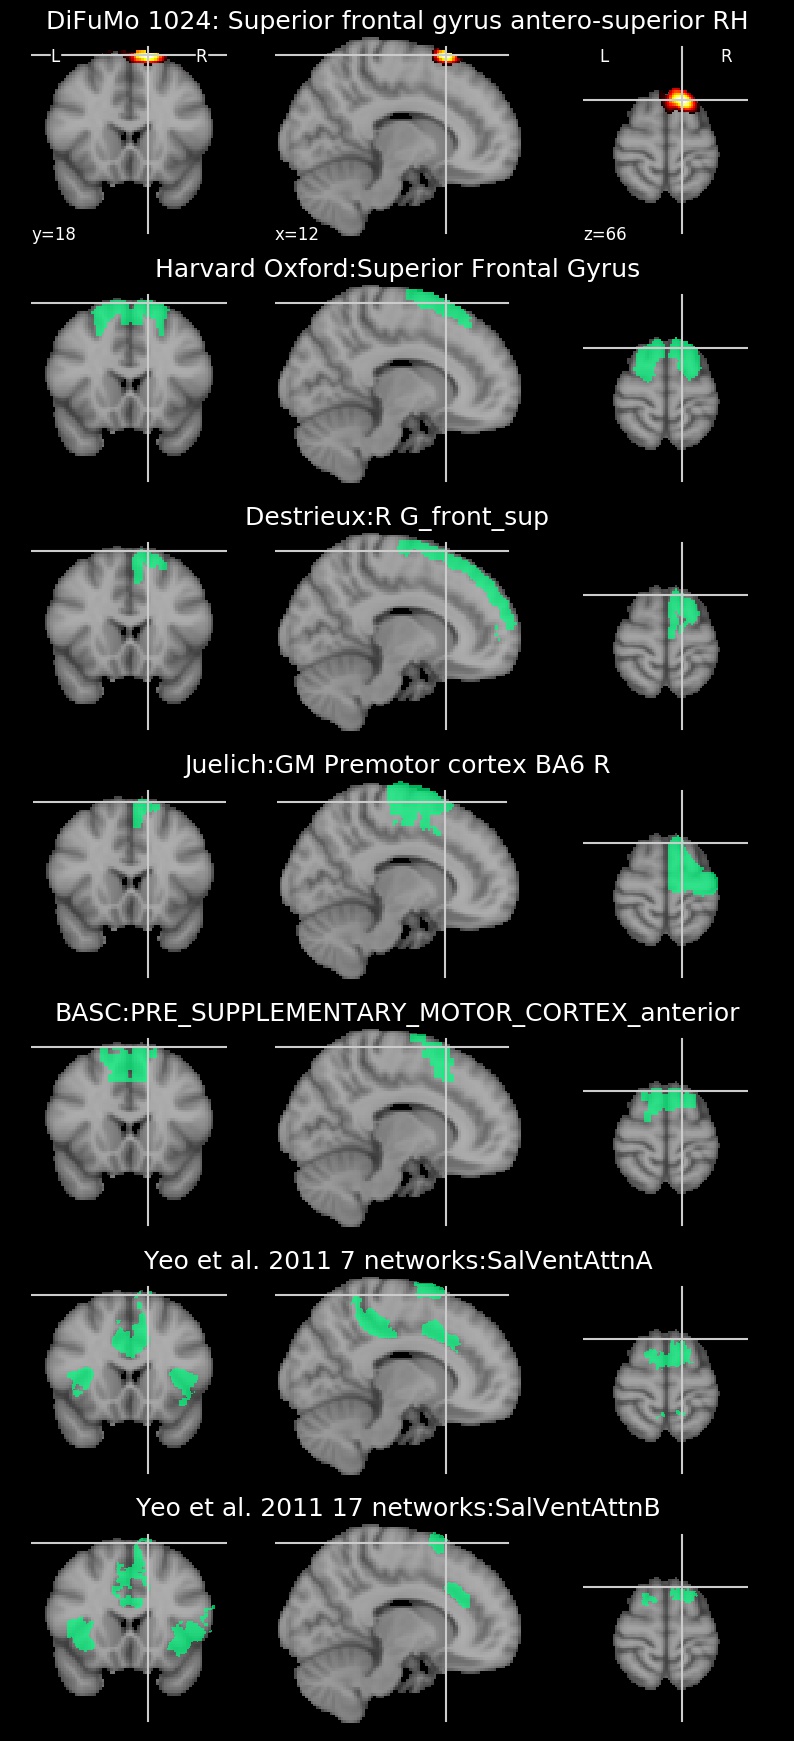 DiFuMo 1024: Superior frontal gyrus antero-superior RH
L R L R
y=18 x=12 z=66
Harvard Oxford:Superior Frontal Gyrus
Destrieux:R G_front_sup
Juelich:GM Premotor cortex BA6 R
BASC:PRE_SUPPLEMENTARY_MOTOR_CORTEX_anterior
Yeo et al. 2011 7 networks:SalVentAttnA
Yeo et al. 2011 17 networks:SalVentAttnB